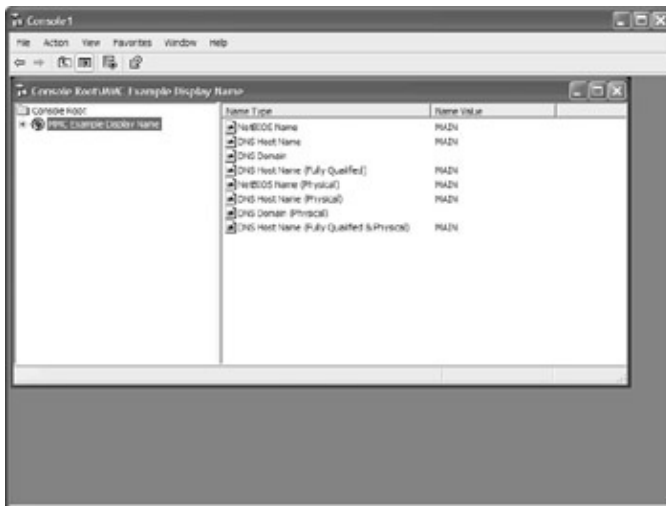 Console1
File Action View Favorites Window Help
Console Root\MMC Example Display Name
Console Root
MMC Example Display Name
Name Type Name Value
NetBIOS Name MAIN
DNS Host Name MAIN
DNS Domain
DNS Host Name (Fully Qualified) MAIN
NetBIOS Name (Physical) MAIN
DNS Host Name (Physical) MAIN
DNS Domain (Physical)
DNS Host Name (Fully Qualified & Physical) MAIN